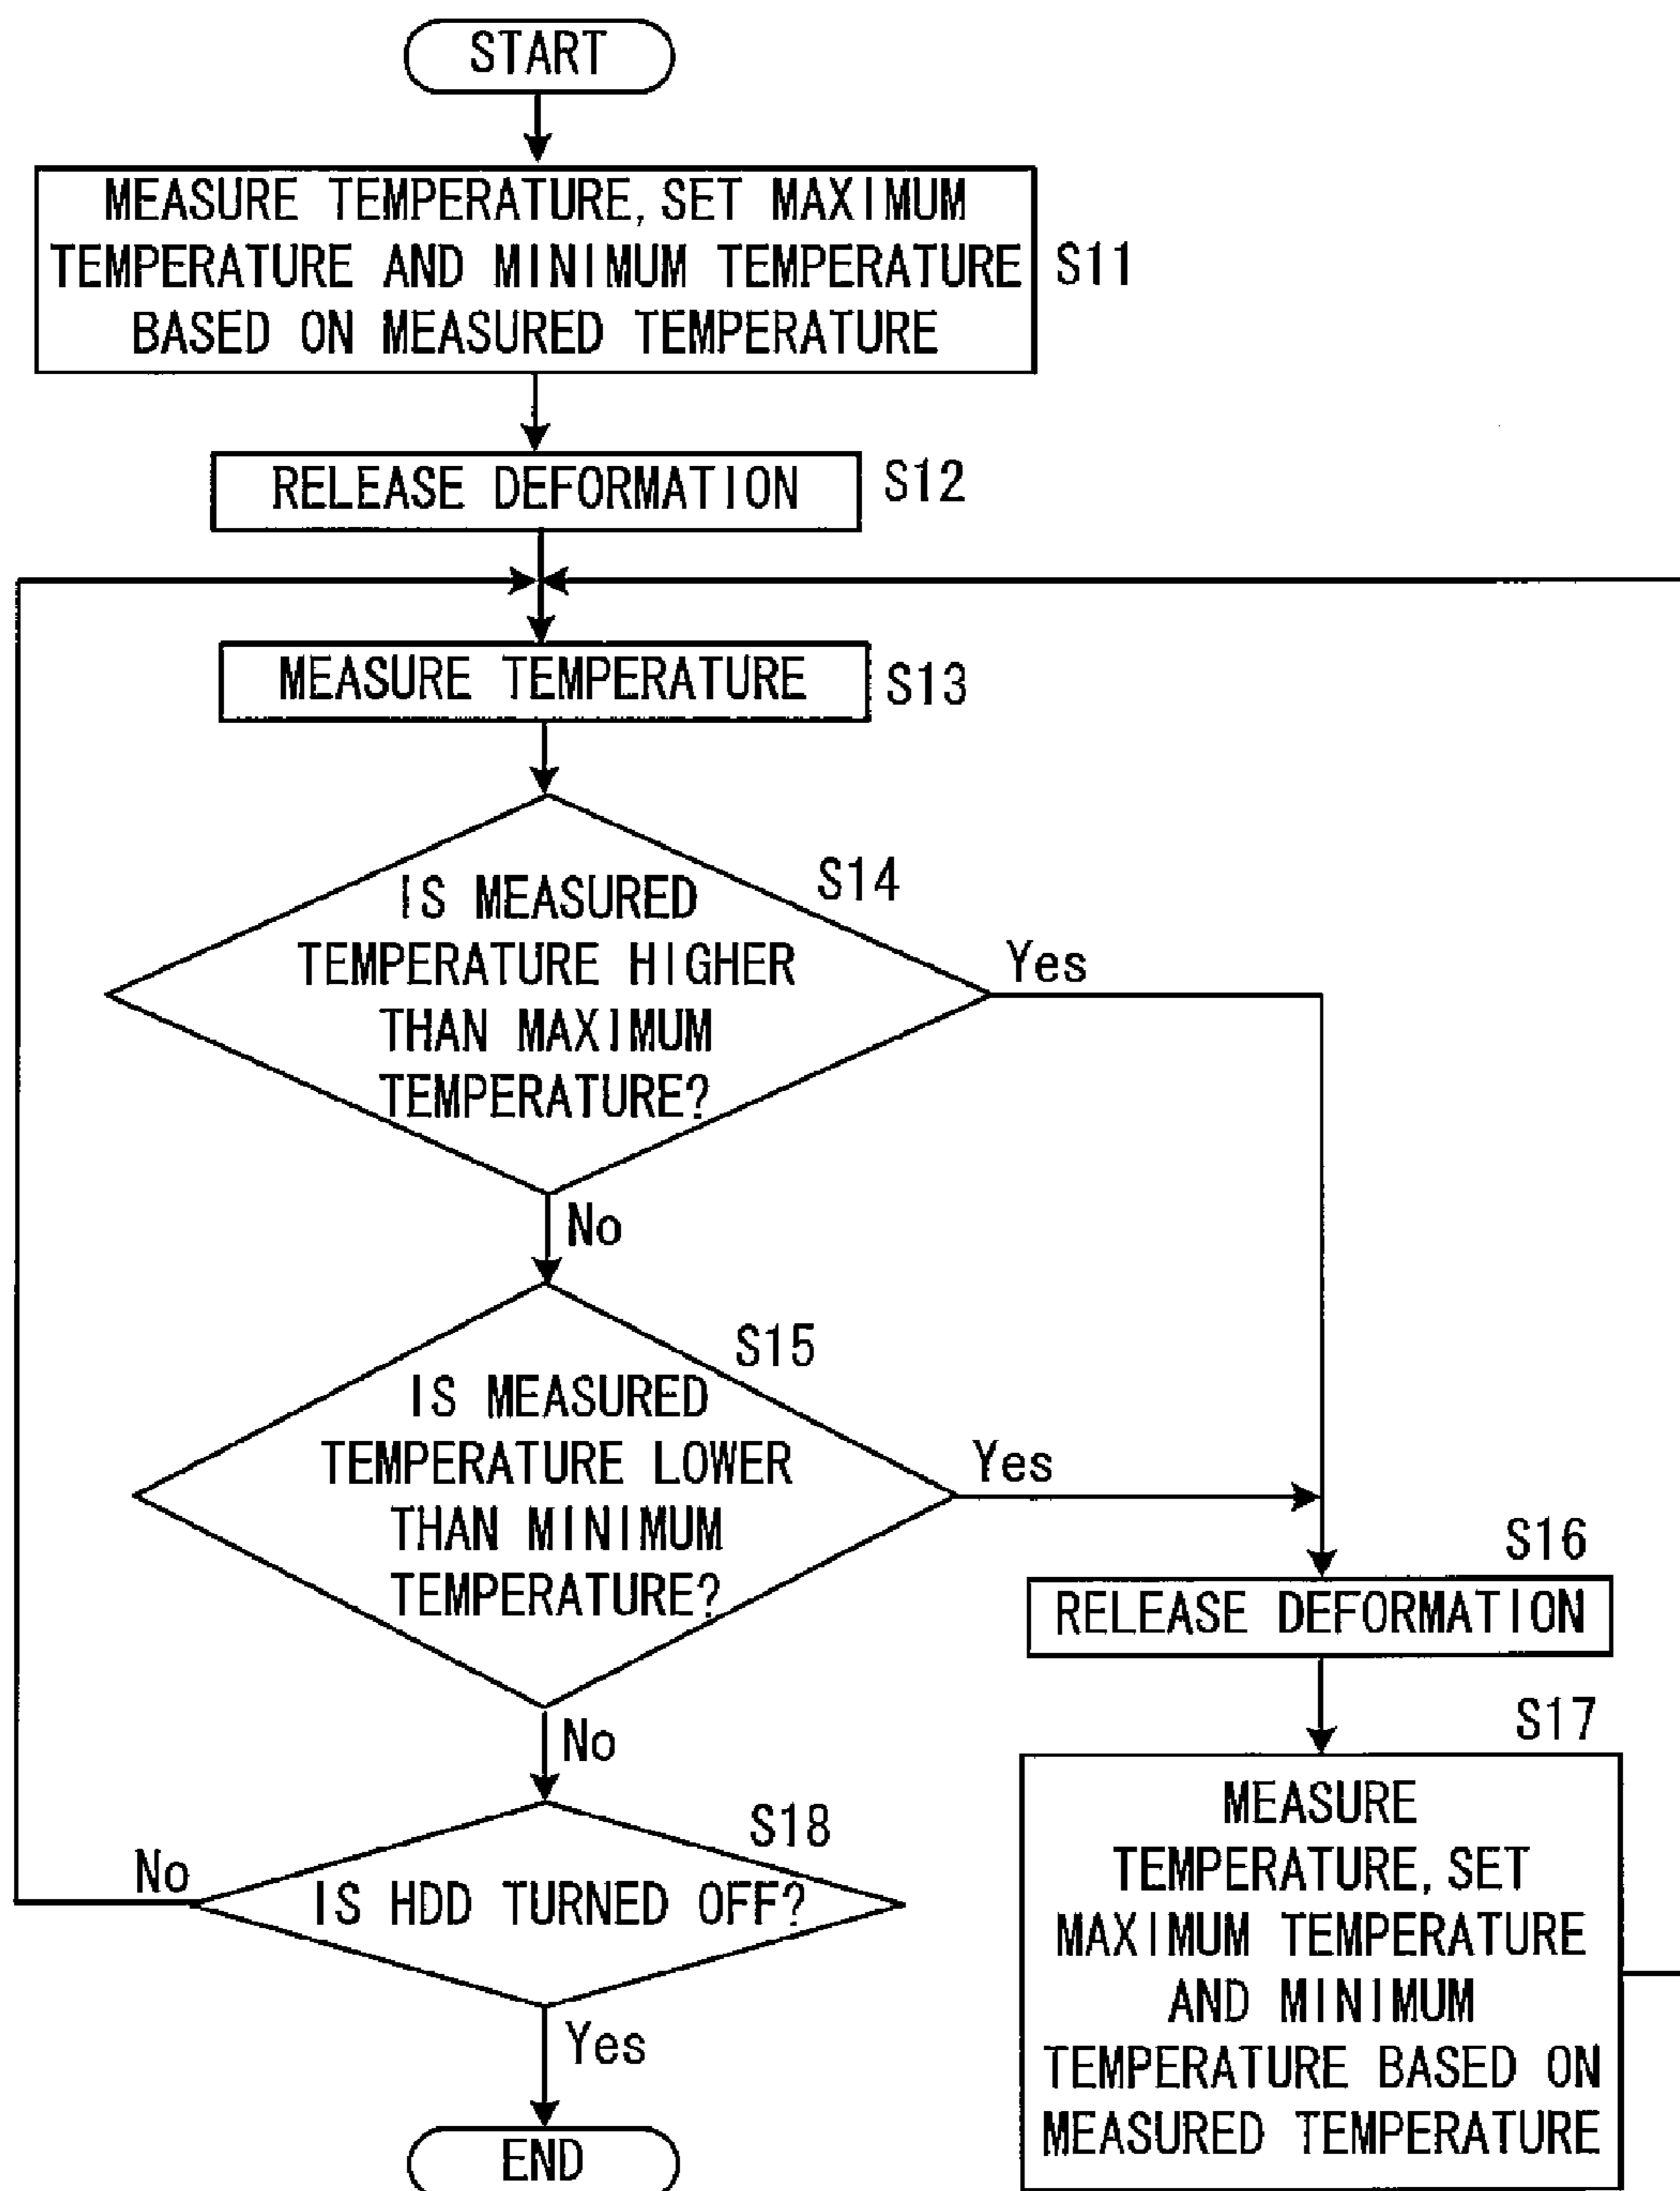 START
MEASURE TEMPERATURE, SET MAXIMUM
TEMPERATURE AND MINIMUM TEMPERATURE
BASED ON MEASURED TEMPERATURE
S11
RELEASE DEFORMATION
S12
MEASURE TEMPERATURE
S13
S14
IS MEASURED
TEMPERATURE HIGHER
THAN MAXIMUM
TEMPERATURE?
Yes
No
S15
IS MEASURED
TEMPERATURE LOWER
THAN MINIMUM
TEMPERATURE?
Yes
No
S16
RELEASE DEFORMATION
S17
MEASURE
TEMPERATURE, SET
MAXIMUM TEMPERATURE
AND MINIMUM
TEMPERATURE BASED ON
MEASURED TEMPERATURE
S18
IS HDD TURNED OFF?
No
Yes
END